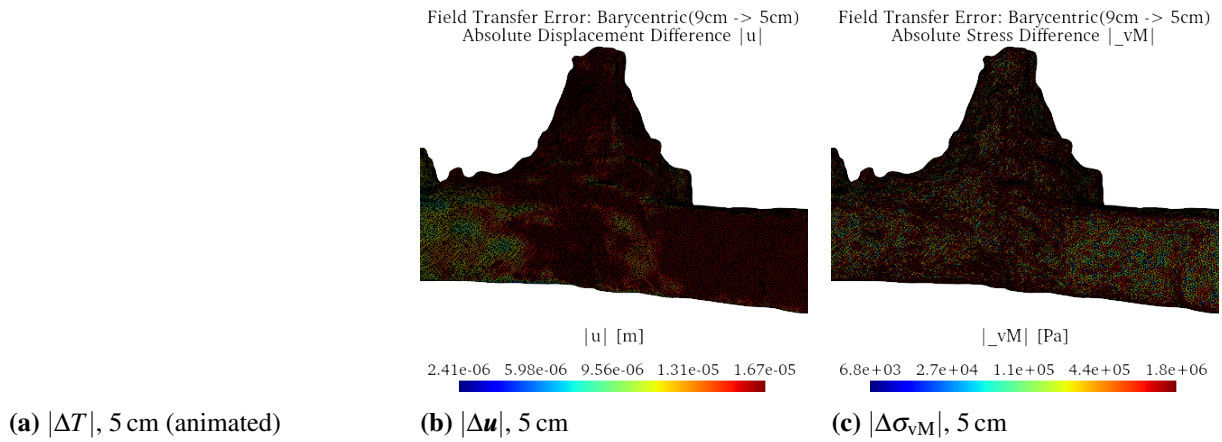 Field Transfer Error: Barycentric(9cm -> 5cm)
Absolute Displacement Difference |u|
|u| [m]
2.41e-06 5.98e-06 9.56e-06 1.31e-05 1.67e-05
Field Transfer Error: Barycentric(9cm -> 5cm)
Absolute Stress Difference |_vM|
|_vM| [Pa]
6.8e+03 2.7e+04 1.1e+05 4.4e+05 1.8e+06
(a) |ΔT|, 5 cm (animated)
(b) |Δu|, 5 cm
(c) |ΔσvM|, 5 cm